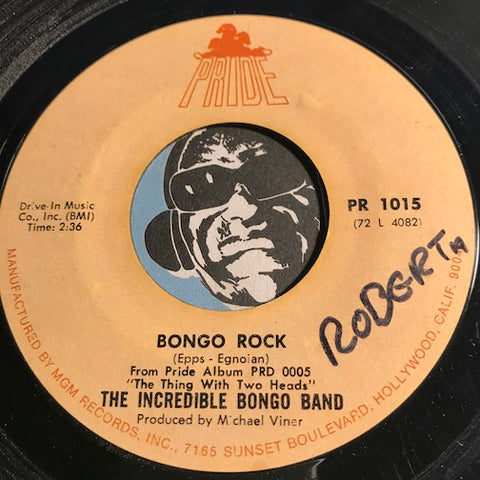 PRIDE
Drive-In Music
Co., Inc. (BMI)
Time: 2:36
PR 1015
(72 L 4082)
ROBERTA
BONGO ROCK
(Epps - Egnoian)
From Pride Album PRD 0005
"The Thing With Two Heads"
THE INCREDIBLE BONGO BAND
Produced by Michael Viner
MANUFACTURED BY MGM RECORDS, INC., 7165 SUNSET BOULEVARD, HOLLYWOOD, CALIF. 900